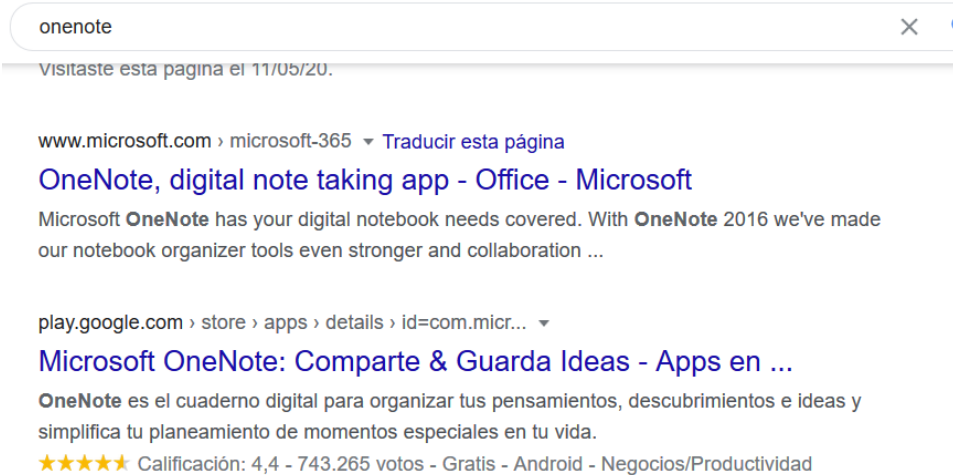 onenote
Visitaste esta página el 11/05/20.
www.microsoft.com › microsoft-365 ▾ Traducir esta página
OneNote, digital note taking app - Office - Microsoft
Microsoft OneNote has your digital notebook needs covered. With OneNote 2016 we've made
our notebook organizer tools even stronger and collaboration ...
play.google.com › store › apps › details › id=com.micr... ▾
Microsoft OneNote: Comparte & Guarda Ideas - Apps en ...
OneNote es el cuaderno digital para organizar tus pensamientos, descubrimientos e ideas y
simplifica tu planeamiento de momentos especiales en tu vida.
Calificación: 4,4 - 743.265 votos - Gratis - Android - Negocios/Productividad